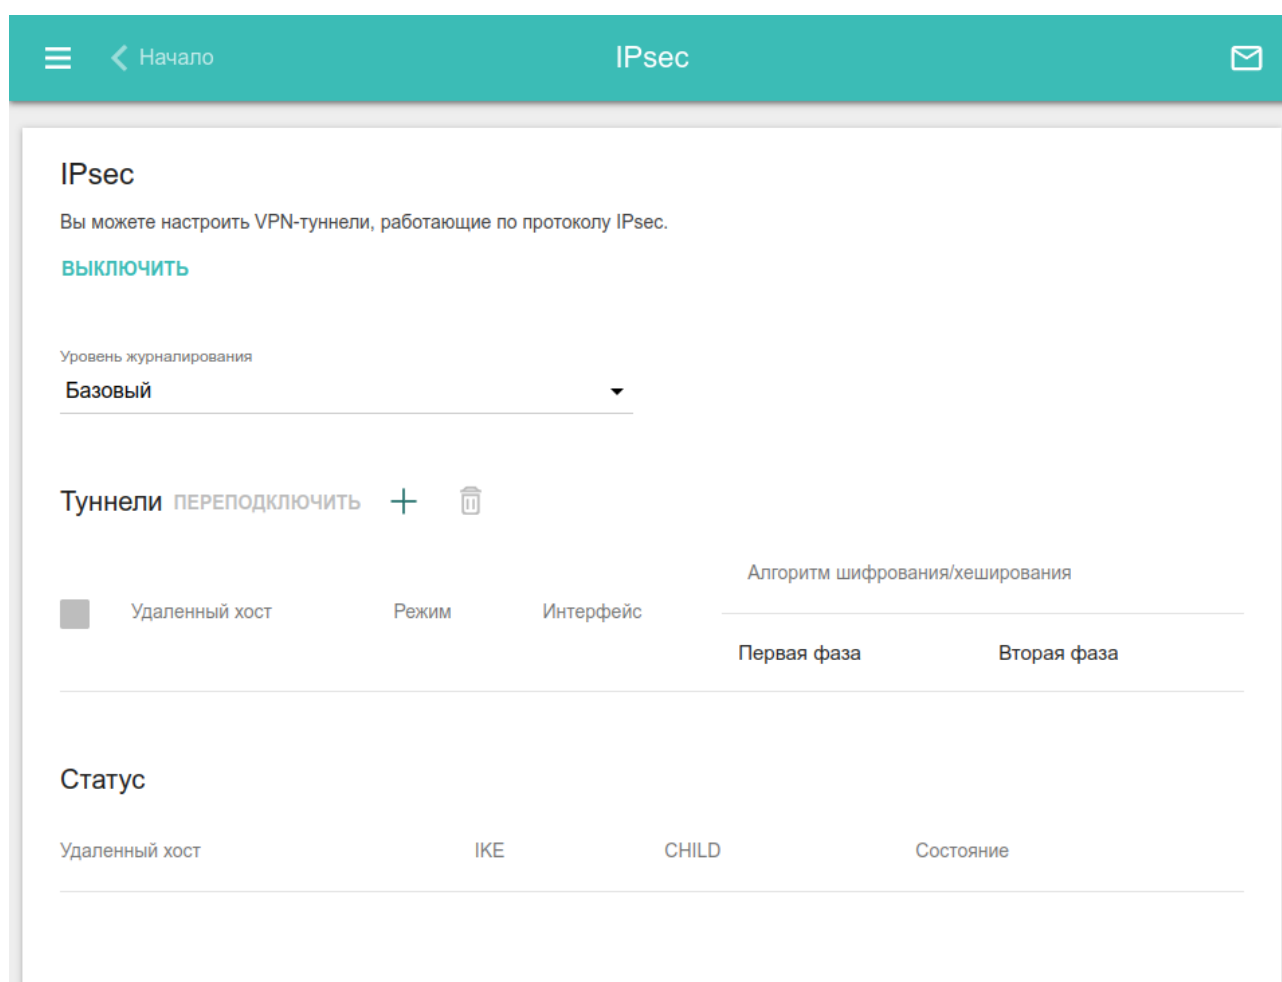 Начало
IPsec
IPsec
Вы можете настроить VPN-туннели, работающие по протоколу IPsec.
ВЫКЛЮЧИТЬ
Уровень журналирования
Базовый
Туннели ПЕРЕПОДКЛЮЧИТЬ
Алгоритм шифрования/хеширования
Удаленный хост Режим Интерфейс
Первая фаза Вторая фаза
Статус
Удаленный хост IKE CHILD Состояние